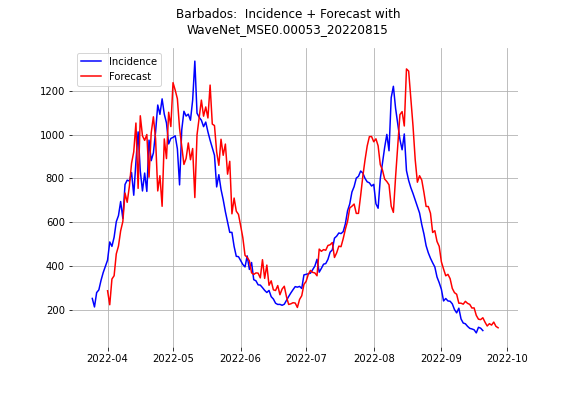 Barbados:  Incidence + Forecast with
WaveNet_MSE0.00053_20220815
Incidence
Forecast
1200
1000
800
600
400
200
2022-04 2022-05 2022-06 2022-07 2022-08 2022-09 2022-10